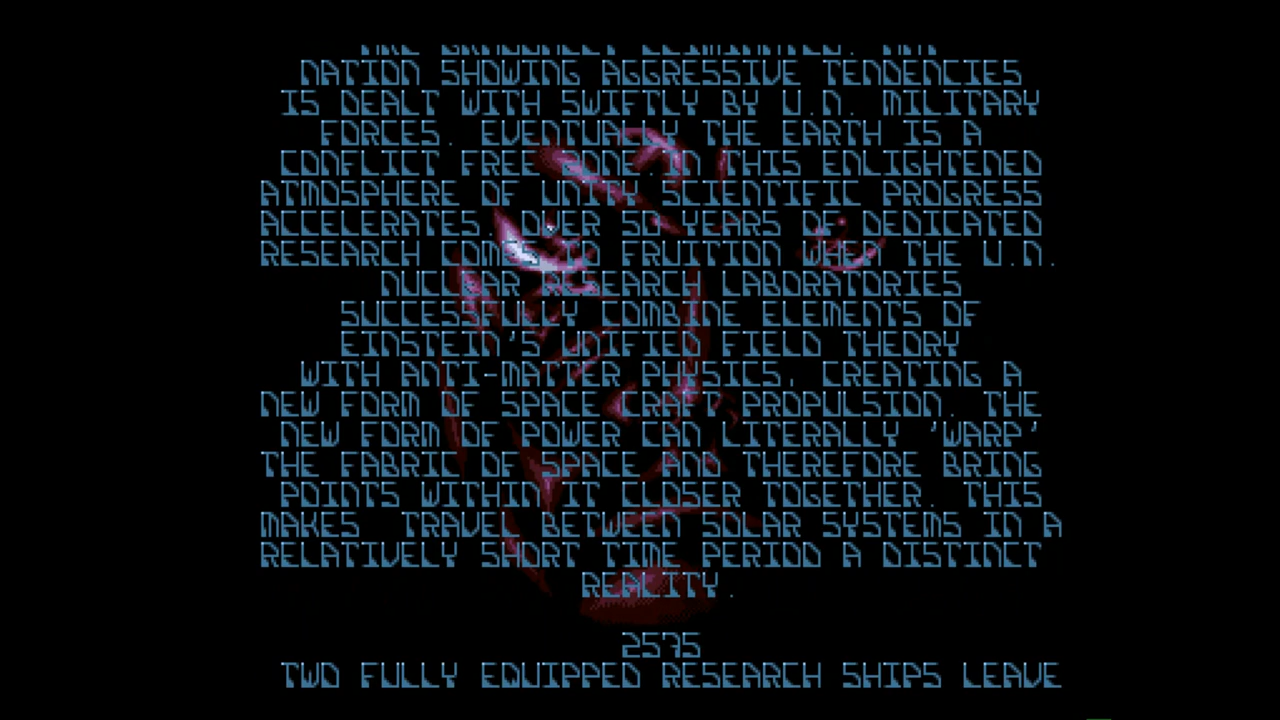 NATION SHOWING AGGRESSIVE TENDENCIES
IS DEALT WITH SWIFTLY BY U.N. MILITARY
FORCES. EVENTUALLY THE EARTH IS A
CONFLICT FREE ZONE.IN THIS ENLIGHTENED
ATMOSPHERE OF UNITY SCIENTIFIC PROGRESS
ACCELERATES. OVER 50 YEARS OF DEDICATED
RESEARCH COMES TO FRUITION WHEN THE U.N.
NUCLEAR RESEARCH LABORATORIES
SUCCESSFULLY COMBINE ELEMENTS OF
EINSTEIN'S UNIFIED FIELD THEORY
WITH ANTI-MATTER PHYSICS, CREATING A
NEW FORM OF SPACE CRAFT PROPULSION. THE
NEW FORM OF POWER CAN LITERALLY 'WARP'
THE FABRIC OF SPACE AND THEREFORE BRING
POINTS WITHIN IT CLOSER TOGETHER. THIS
MAKES TRAVEL BETWEEN SOLAR SYSTEMS IN A
RELATIVELY SHORT TIME PERIOD A DISTINCT
REALITY.
2575
TWO FULLY EQUIPPED RESEARCH SHIPS LEAVE